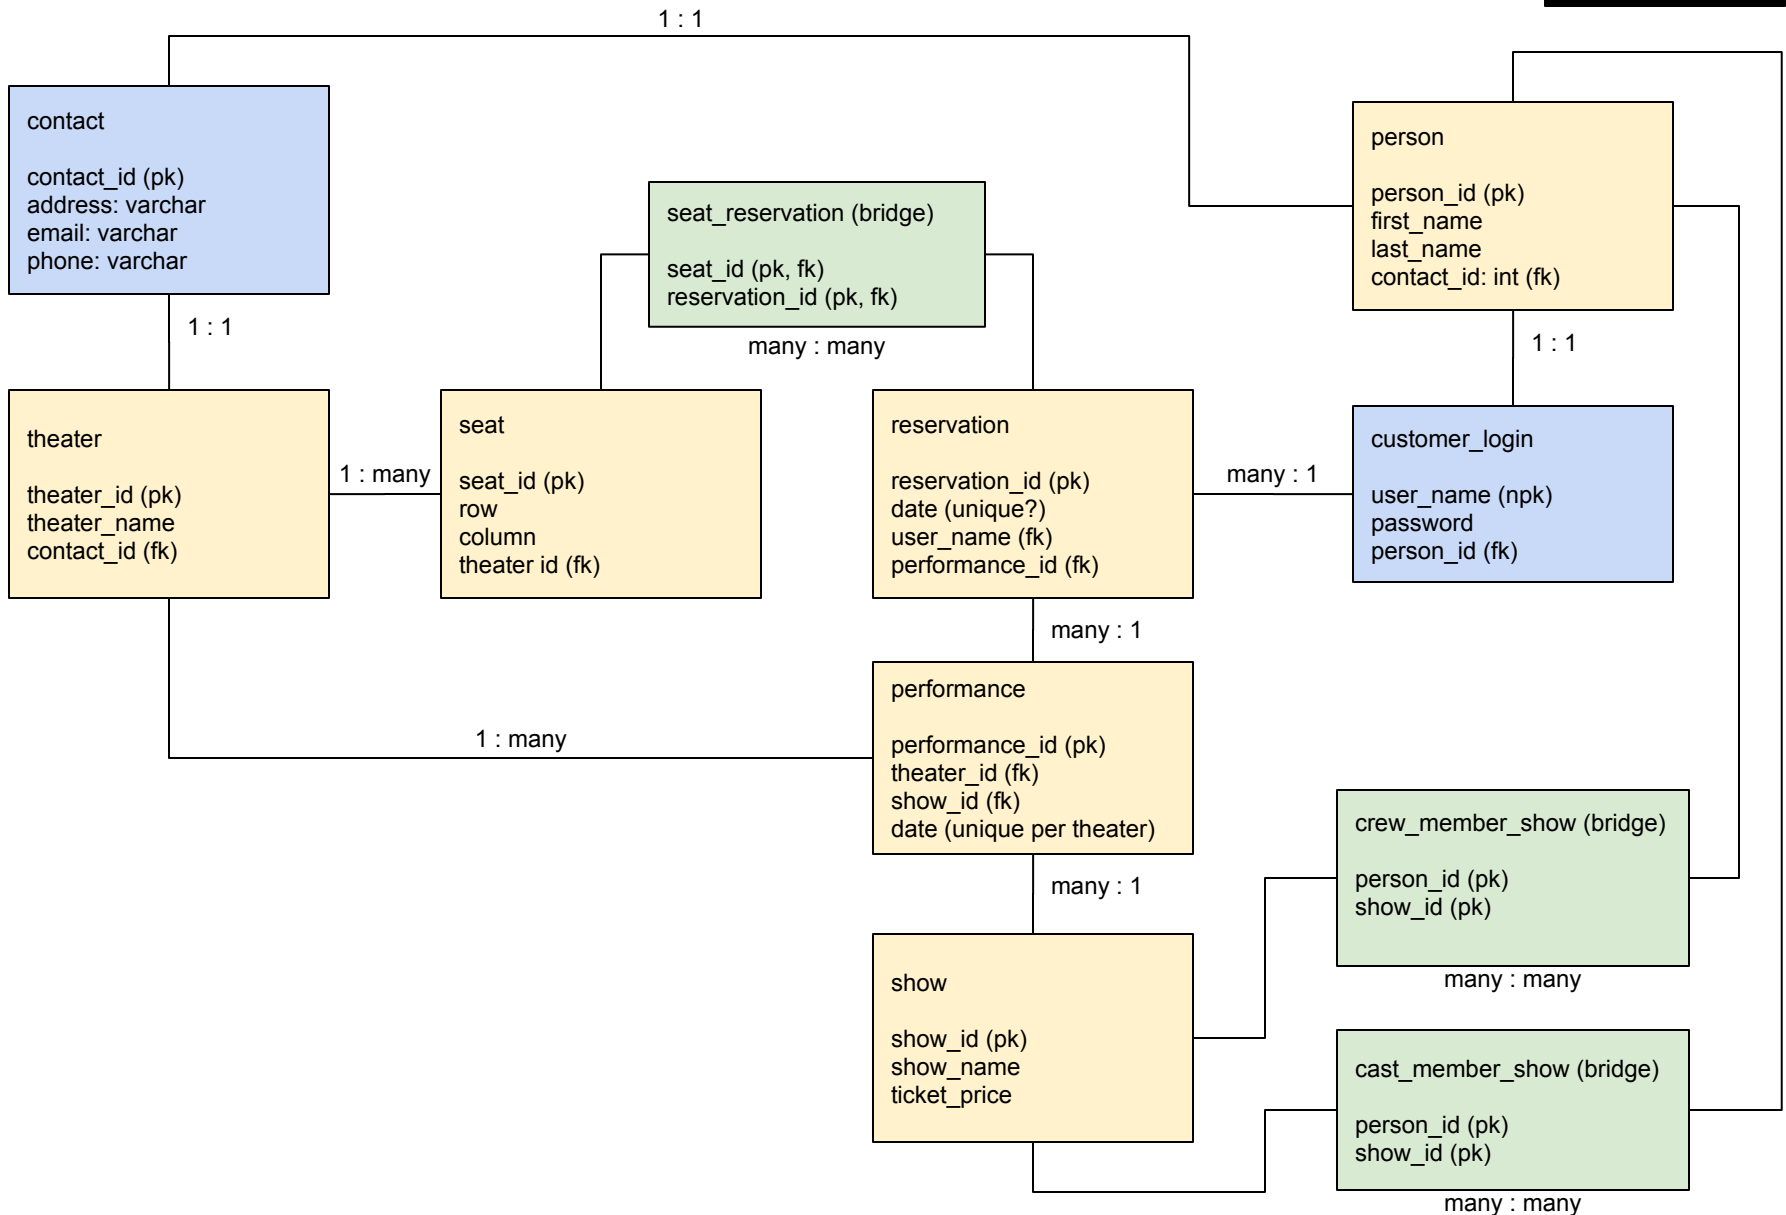 1 : 1
contact
contact_id (pk)
address: varchar
email: varchar
phone: varchar
1 : 1
seat_reservation (bridge)
seat_id (pk, fk)
reservation_id (pk, fk)
many : many
person
person_id (pk)
first_name
last_name
contact_id: int (fk)
1 : 1
theater
theater_id (pk)
theater_name
contact_id (fk)
1 : many
seat
seat_id (pk)
row
column
theater id (fk)
reservation
reservation_id (pk)
date (unique?)
user_name (fk)
performance_id (fk)
many : 1
customer_login
user_name (npk)
password
person_id (fk)
many : 1
1 : many
performance
performance_id (pk)
theater_id (fk)
show_id (fk)
date (unique per theater)
many : 1
crew_member_show (bridge)
person_id (pk)
show_id (pk)
many : many
show
show_id (pk)
show_name
ticket_price
cast_member_show (bridge)
person_id (pk)
show_id (pk)
many : many